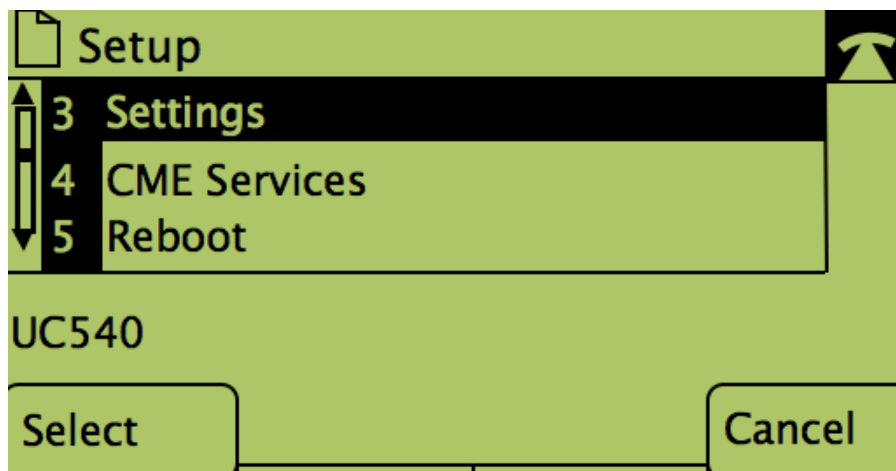 Setup
3 Settings
4 CME Services
5 Reboot
UC540
Select Cancel